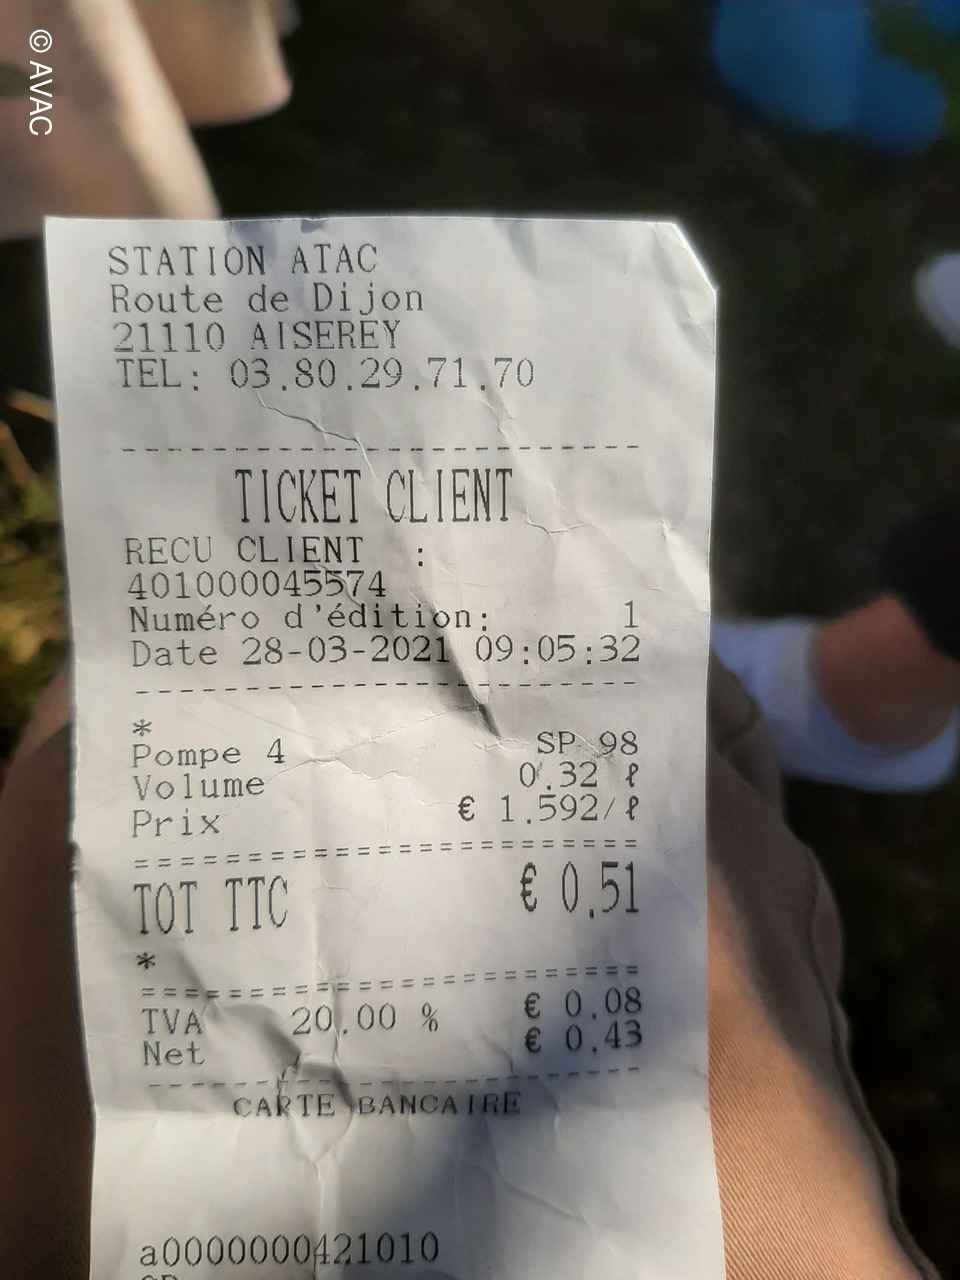 © AVAC
STATION ATAC
Route de Dijon
21110 AISEREY
TEL: 03.80.29.71.70
------------------------
TICKET CLIENT
RECU CLIENT :
401000045574
Numéro d'édition: 1
Date 28-03-2021 09:05:32
------------------------
*
Pompe 4 SP 98
Volume 0.32 ℓ
Prix € 1.592/ℓ
========================
TOT TTC € 0.51
*
========================
TVA 20.00 % € 0.08
Net € 0.43
------------------------
CARTE BANCAIRE
a0000000421010